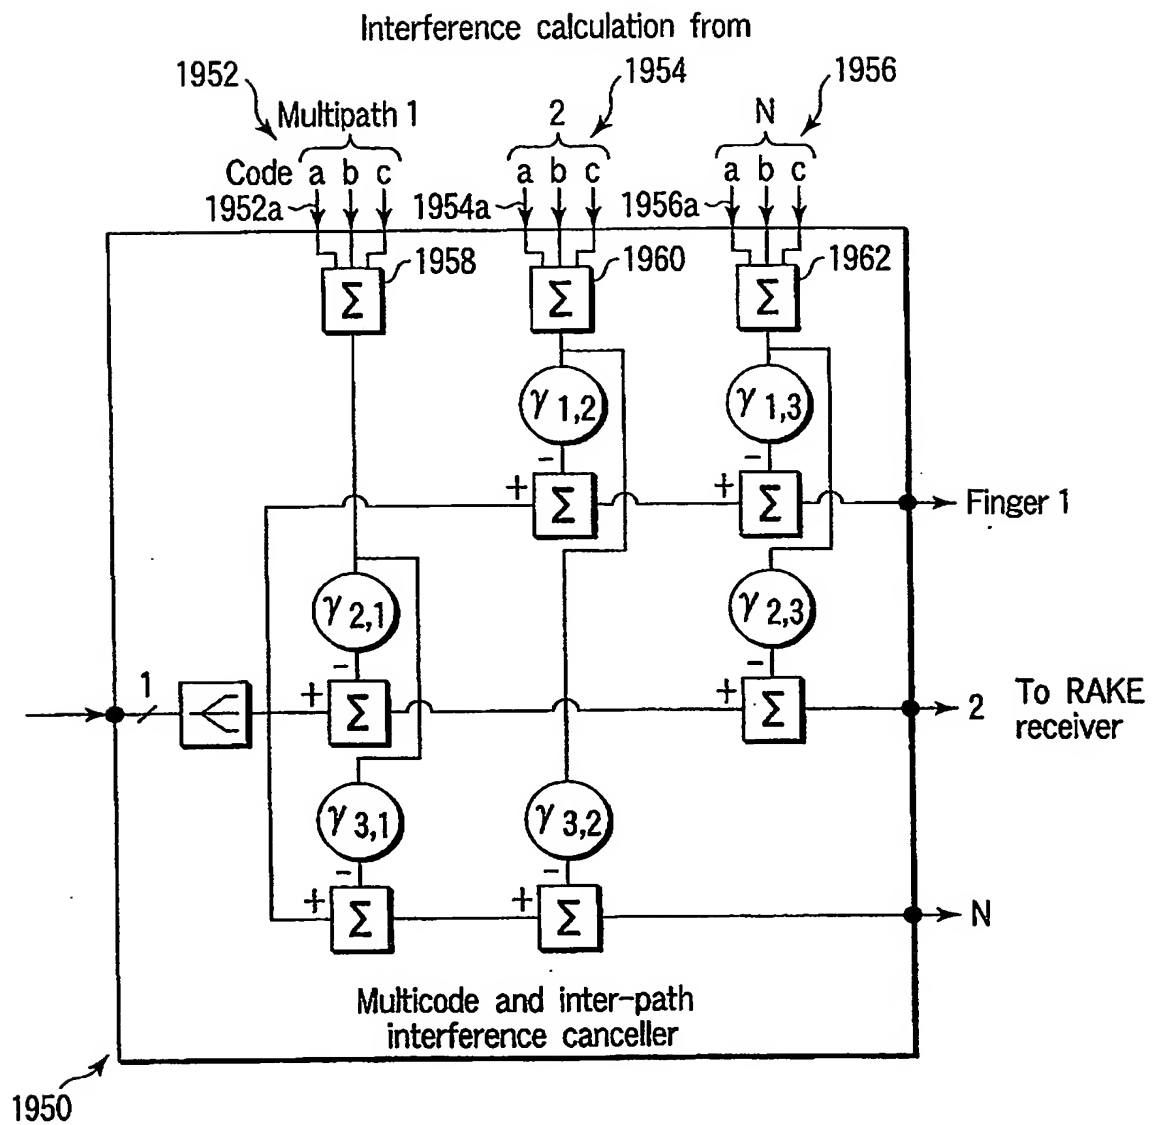 Interference calculation from
1952
1954
1956
Multipath 1
2
N
Code a b c
a b c
a b c
1952a
1954a
1956a
1958
1960
1962
Σ
Σ
Σ
γ 1,2
γ 1,3
−
−
+
Σ
+
Σ
Finger 1
γ 2,1
γ 2,3
−
−
1
+
Σ
+
Σ
2
To RAKE
receiver
γ 3,1
γ 3,2
−
−
+
Σ
+
Σ
N
Multicode and inter-path
interference canceller
1950